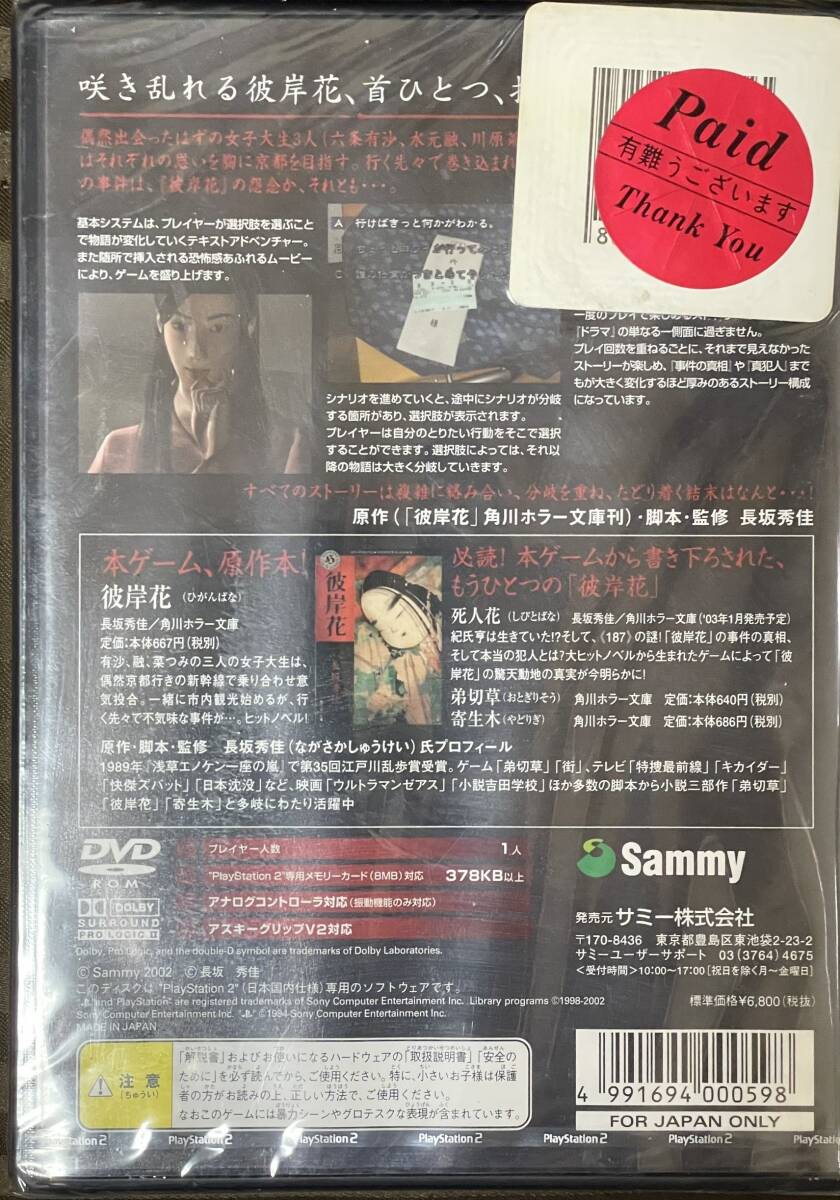 咲き乱れる彼岸花、首ひとつ、
Paid
有難うございます
Thank You
8
偶然出会ったはずの女子大生3人(六条有沙、水元融、川原
はそれぞれの思いを胸に京都を目指す。行く先々で巻き込まれ
の事件は、『彼岸花』の怨念か、それとも・・・。
基本システムは、プレイヤーが選択肢を選ぶこと
で物語が変化していくテキストアドベンチャー。
また随所で挿入される恐怖感あふれるムービー
により、ゲームを盛り上げます。
A 行けばきっと何かがわかる。
シナリオを進めていくと、途中にシナリオが分岐
する箇所があり、選択肢が表示されます。
プレイヤーは自分のとりたい行動をそこで選択
することができます。選択肢によっては、それ以
降の物語は大きく分岐していきます。
一度のプレイで楽しめるス
『ドラマ』の単なる一側面に過ぎません。
プレイ回数を重ねるごとに、それまで見えなかった
ストーリーが楽しめ、『事件の真相』や『真犯人』まで
もが大きく変化するほど厚みのあるストーリー構成
になっています。
すべてのストーリーは複雑に絡み合い、分岐を重ね、たどり着く結末はなんと・・・!
原作(「彼岸花」角川ホラー文庫刊)・脚本・監修 長坂秀佳
本ゲーム、原作本!
彼岸花(ひがんばな)
長坂秀佳/角川ホラー文庫
定価:本体667円(税別)
有沙、融、菜つみの三人の女子大生は、
偶然京都行きの新幹線で乗り合わせ意
気投合。一緒に市内観光始めるが、行
く先々で不気味な事件が…。ヒットノベル!
彼岸花
必読!本ゲームから書き下ろされた、
もうひとつの「彼岸花」
死人花(しびとばな) 長坂秀佳/角川ホラー文庫('03年1月発売予定)
紀氏亨は生きていた!?そして、《187》の謎!「彼岸花」の事件の真相、
そして本当の犯人とは?大ヒットノベルから生まれたゲームによって「彼
岸花」の驚天動地の真実が今明らかに!
弟切草(おとぎりそう) 角川ホラー文庫 定価:本体640円(税別)
寄生木(やどりぎ) 角川ホラー文庫 定価:本体686円(税別)
原作・脚本・監修 長坂秀佳(ながさかしゅうけい)氏プロフィール
1989年『浅草エノケン一座の嵐』で第35回江戸川乱歩賞受賞。ゲーム「弟切草」「街」、テレビ「特捜最前線」「キカイダー」
「快傑ズバット」「日本沈没」など、映画「ウルトラマンゼアス」「小説吉田学校」ほか多数の脚本から小説三部作「弟切草」
「彼岸花」「寄生木」と多岐にわたり活躍中
DVD
ROM
DOLBY
SURROUND
PRO LOGIC II
プレイヤー人数 1人
"PlayStation 2"専用メモリーカード(8MB)対応 378KB以上
アナログコントローラ対応(振動機能のみ対応)
アスキーグリップV2対応
Sammy
発売元 サミー株式会社
〒170-8436 東京都豊島区東池袋2-23-2
サミーユーザーサポート 03(3764)4675
<受付時間>10:00〜17:00[祝日を除く月〜金曜日]
Dolby, Pro Logic, and the double-D symbol are trademarks of Dolby Laboratories.
©Sammy 2002 ©長坂 秀佳
このディスクは"PlayStation 2"(日本国内仕様)専用のソフトウェアです。
and "PlayStation" are registered trademarks of Sony Computer Entertainment Inc. Library programs ©1998-2002
Sony Computer Entertainment Inc. ©1994 Sony Computer Entertainment Inc.
MADE IN JAPAN
標準価格¥6,800(税抜)
注意
(ちゅうい)
「解説書」およびお使いになるハードウェアの「取扱説明書」「安全の
ために」を必ず読んでから、ご使用ください。特に、小さいお子様は保護
者の方がお読みの上、正しい方法で、ご使用ください。
なおこのゲームには暴力シーンやグロテスクな表現が含まれています。
4 991694 000598
FOR JAPAN ONLY
PlayStation 2 PlayStation 2 PlayStation 2 PlayStation 2 PlayStation 2